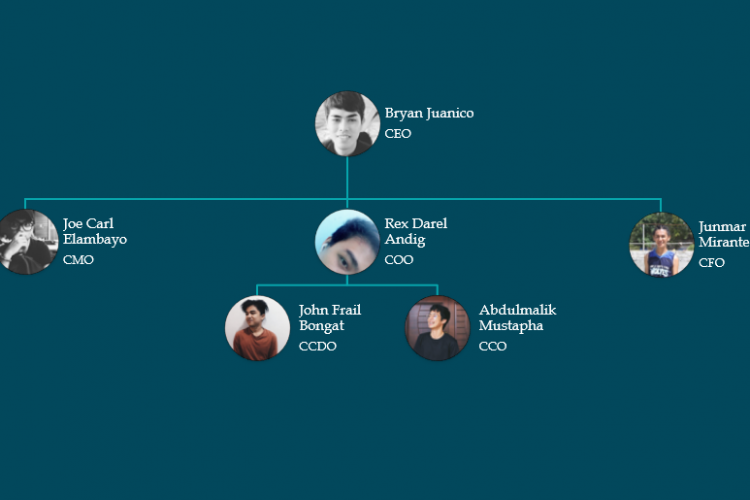 Bryan Juanico
CEO
Joe Carl
Elambayo
CMO
Rex Darel
Andig
COO
Junmar
Mirante
CFO
John Frail
Bongat
CCDO
Abdulmalik
Mustapha
CCO